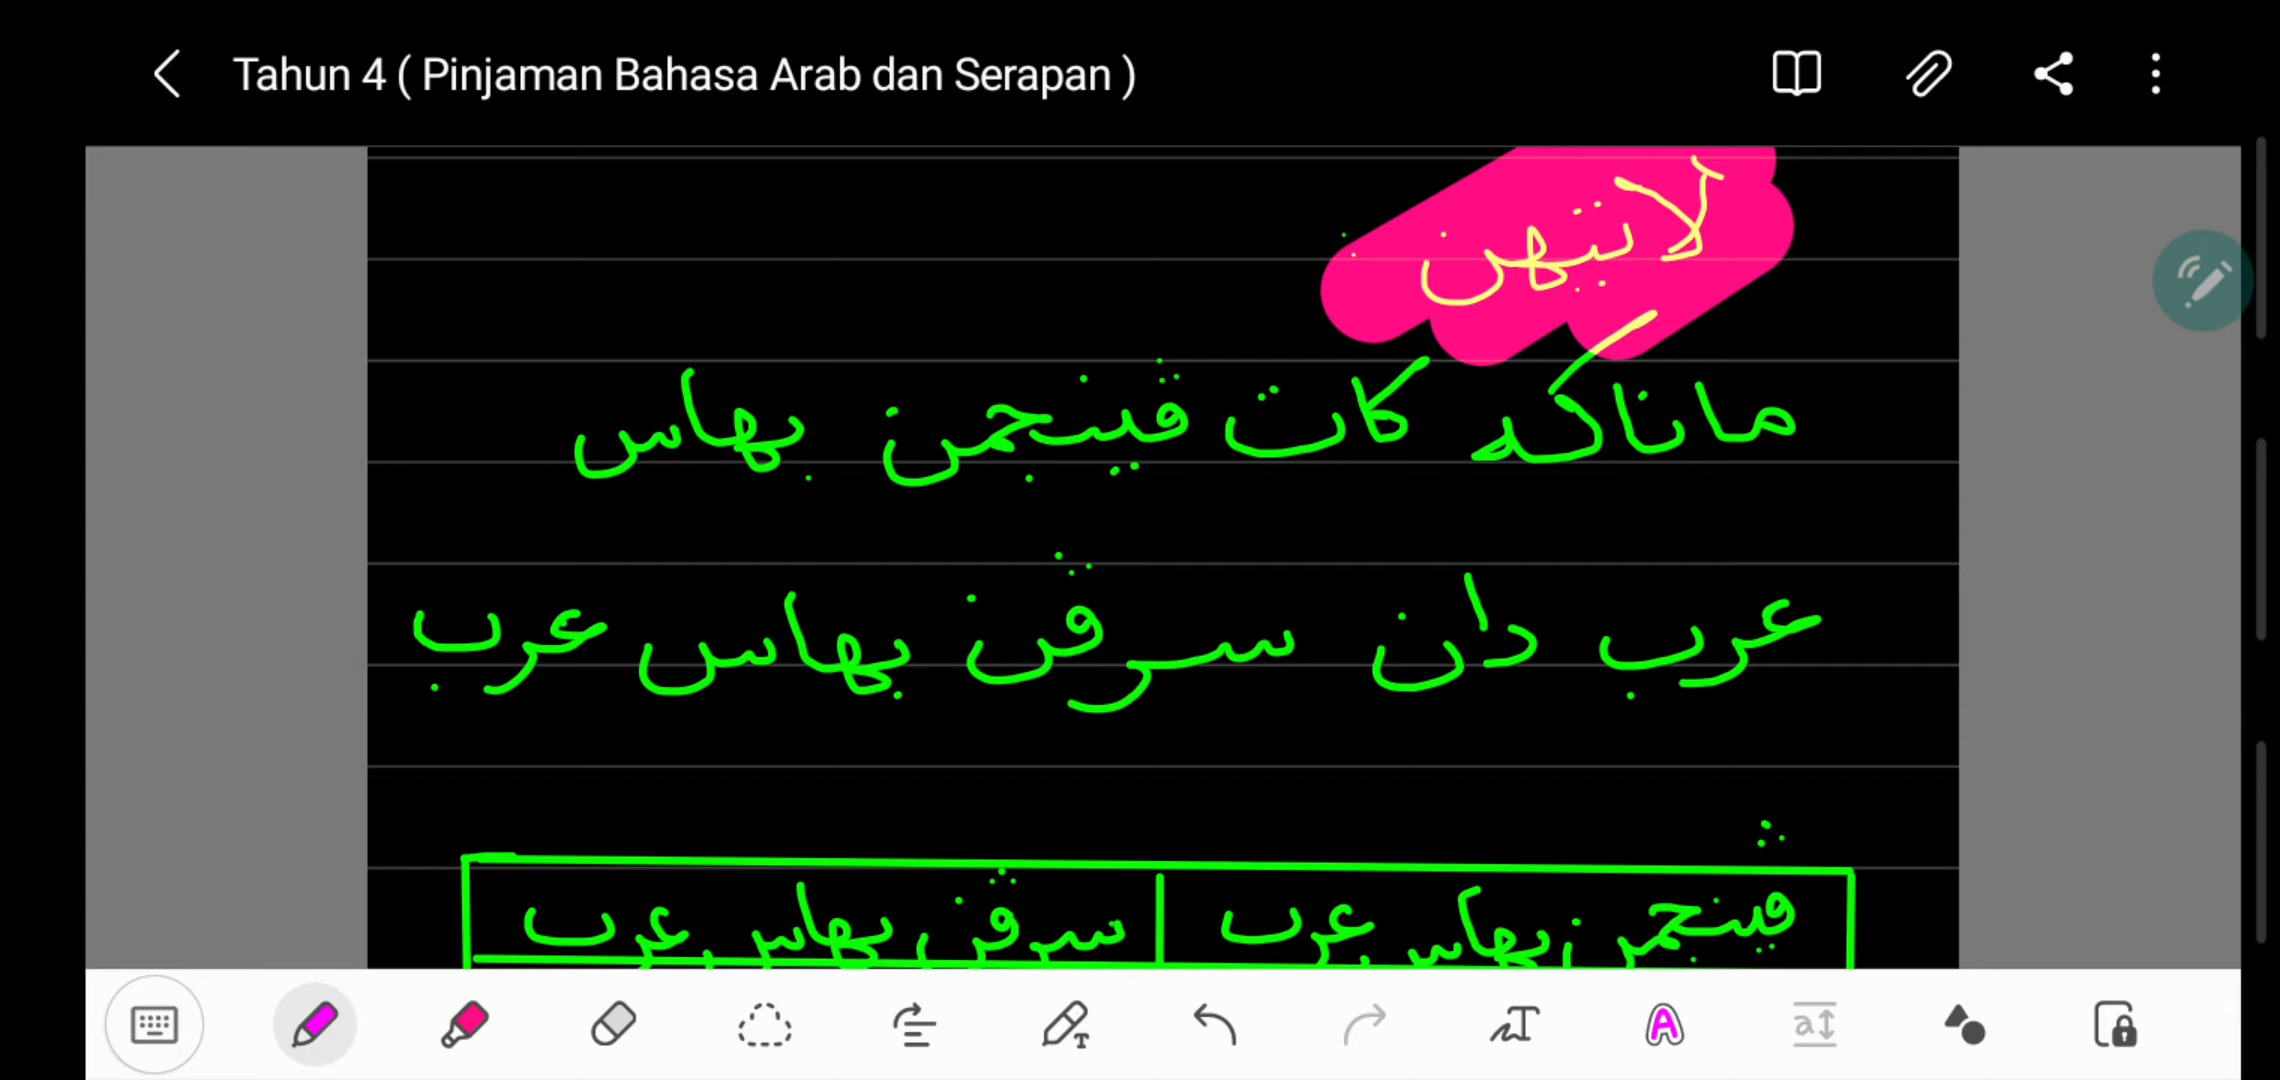 Tahun 4 ( Pinjaman Bahasa Arab dan Serapan )
لاتيهن :
ماناكه كات ڤينجمن بهاس
عرب دان سرڤن بهاس عرب
ڤينجمن بهاس عرب | سرڤن بهاس عرب